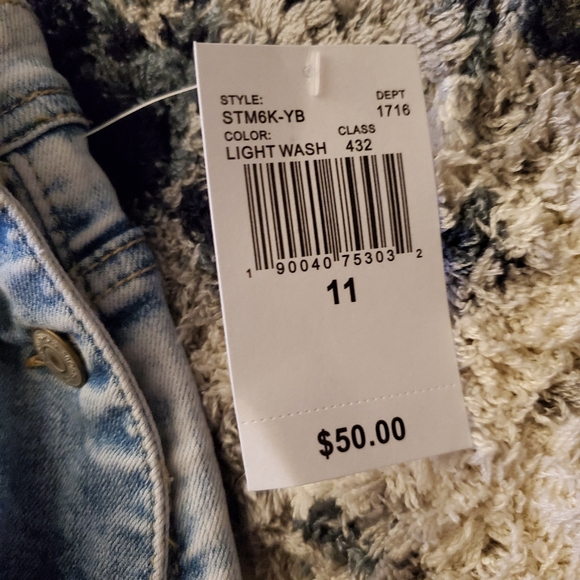 STYLE: DEPT
STM6K-YB 1716
COLOR: CLASS
LIGHT WASH 432
1 90040 75303 2
11
$50.00